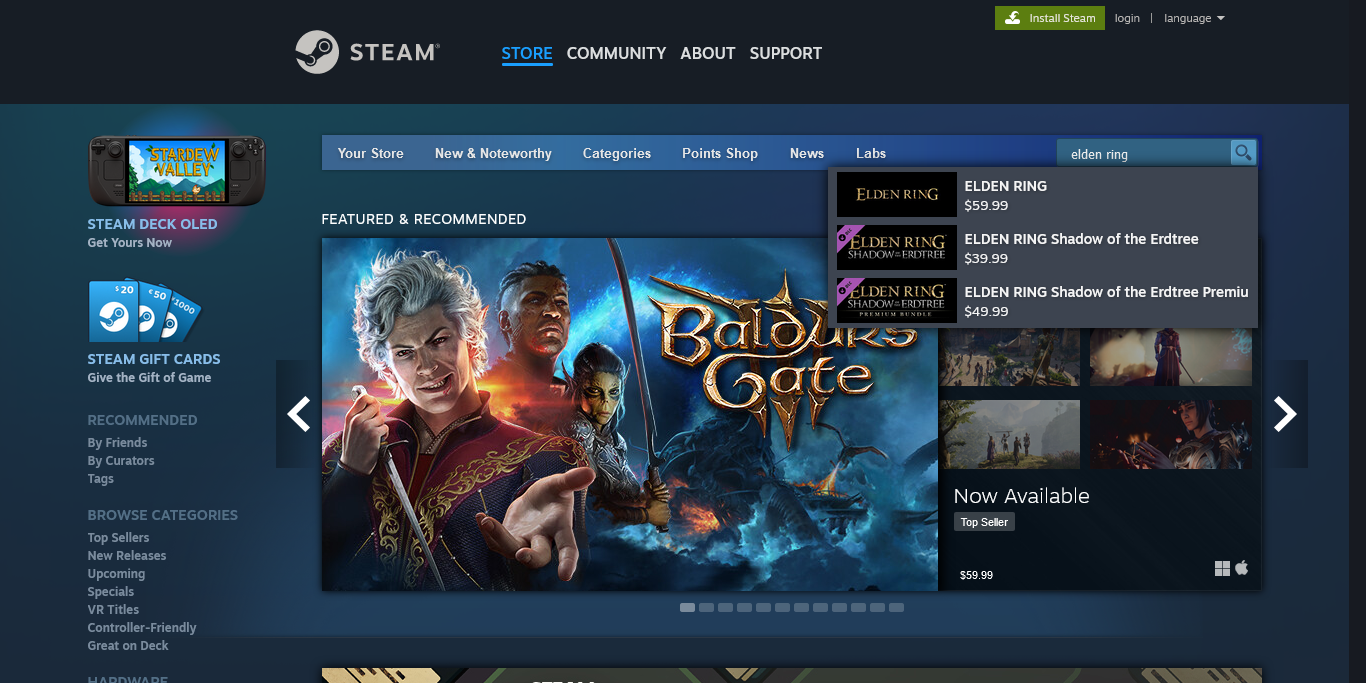 Install Steam
login | language
STEAM®
STORE COMMUNITY ABOUT SUPPORT
STARDEW VALLEY
STEAM DECK OLED
Get Yours Now
$20 €50 ¥1000
STEAM GIFT CARDS
Give the Gift of Game
RECOMMENDED
By Friends
By Curators
Tags
BROWSE CATEGORIES
Top Sellers
New Releases
Upcoming
Specials
VR Titles
Controller-Friendly
Great on Deck
HARDWARE
Your Store New & Noteworthy Categories Points Shop News Labs
elden ring
ELDEN RING
ELDEN RING
$59.99
ELDEN RING
SHADOW OF THE ERDTREE
ELDEN RING Shadow of the Erdtree
$39.99
ELDEN RING
SHADOW OF THE ERDTREE
PREMIUM BUNDLE
ELDEN RING Shadow of the Erdtree Premiu
$49.99
FEATURED & RECOMMENDED
BALDUR'S
GATE
Now Available
Top Seller
$59.99
STEAM